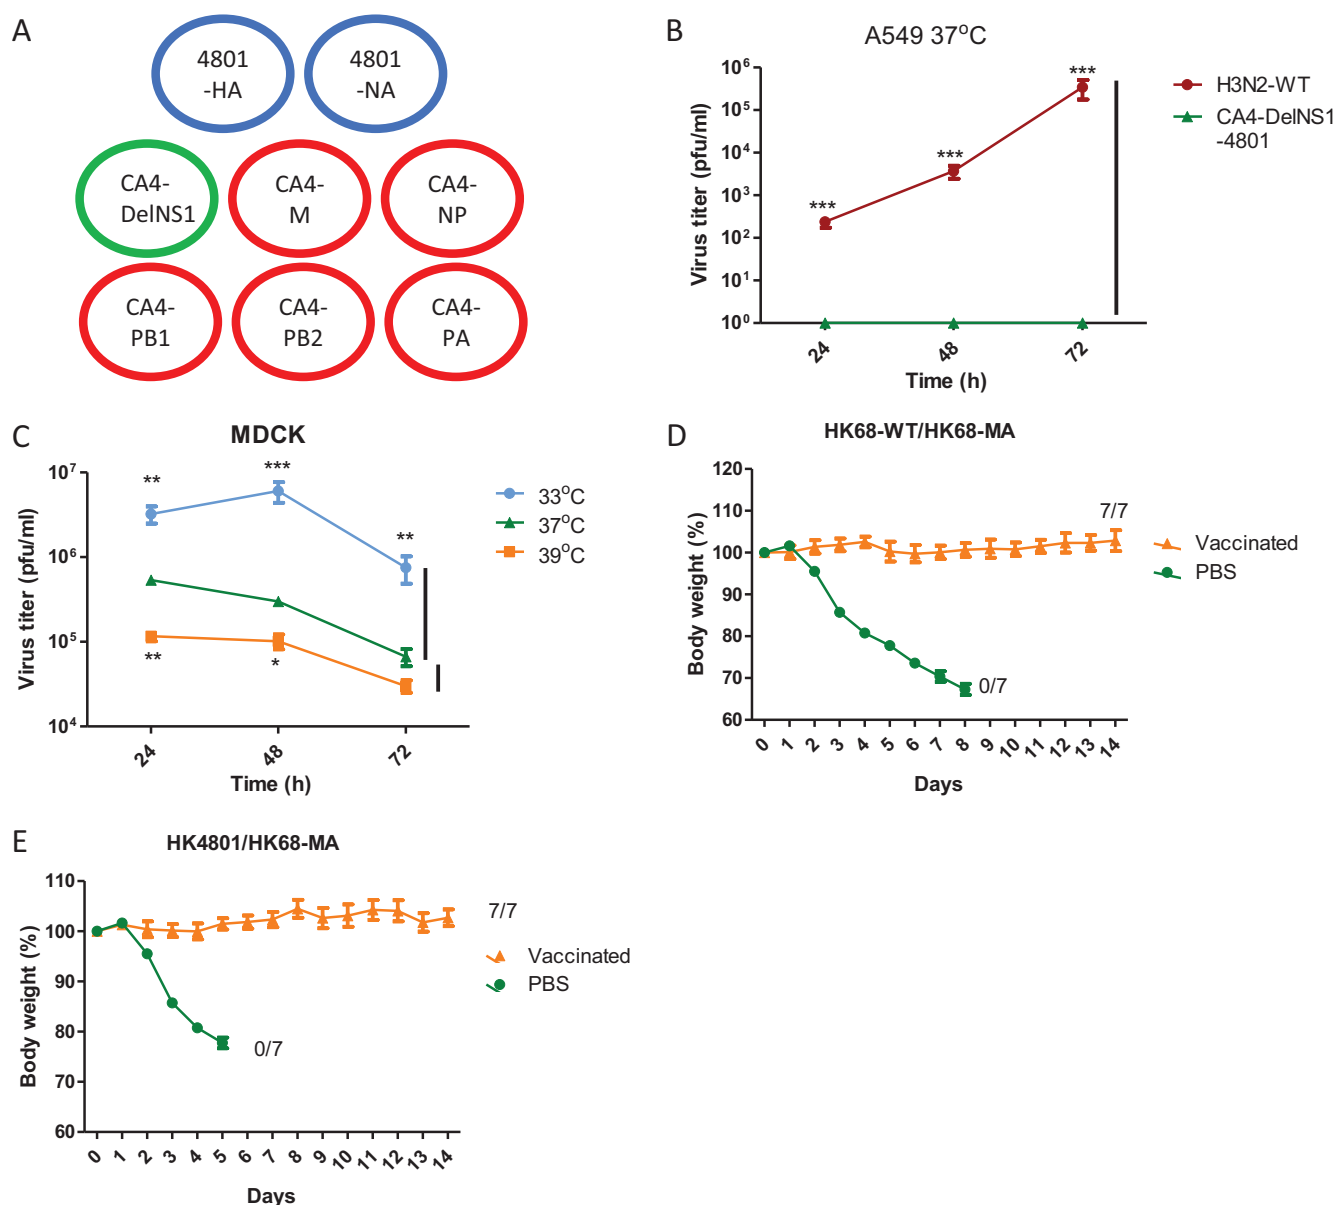 A
4801
-HA
4801
-NA
CA4-
DelNS1
CA4-
M
CA4-
NP
CA4-
PB1
CA4-
PB2
CA4-
PA
B
A549 37°C
Virus titer (pfu/ml)
10⁶
10⁵
10⁴
10³
10²
10¹
10⁰
***
***
***
24
48
72
Time (h)
H3N2-WT
CA4-DelNS1
-4801
C
MDCK
Virus titer (pfu/ml)
10⁷
10⁶
10⁵
10⁴
**
***
**
**
*
24
48
72
Time (h)
33°C
37°C
39°C
D
HK68-WT/HK68-MA
Body weight (%)
120
110
100
90
80
70
60
7/7
0/7
0 1 2 3 4 5 6 7 8 9 10 11 12 13 14
Days
Vaccinated
PBS
E
HK4801/HK68-MA
Body weight (%)
110
100
90
80
70
60
7/7
0/7
0 1 2 3 4 5 6 7 8 9 10 11 12 13 14
Days
Vaccinated
PBS